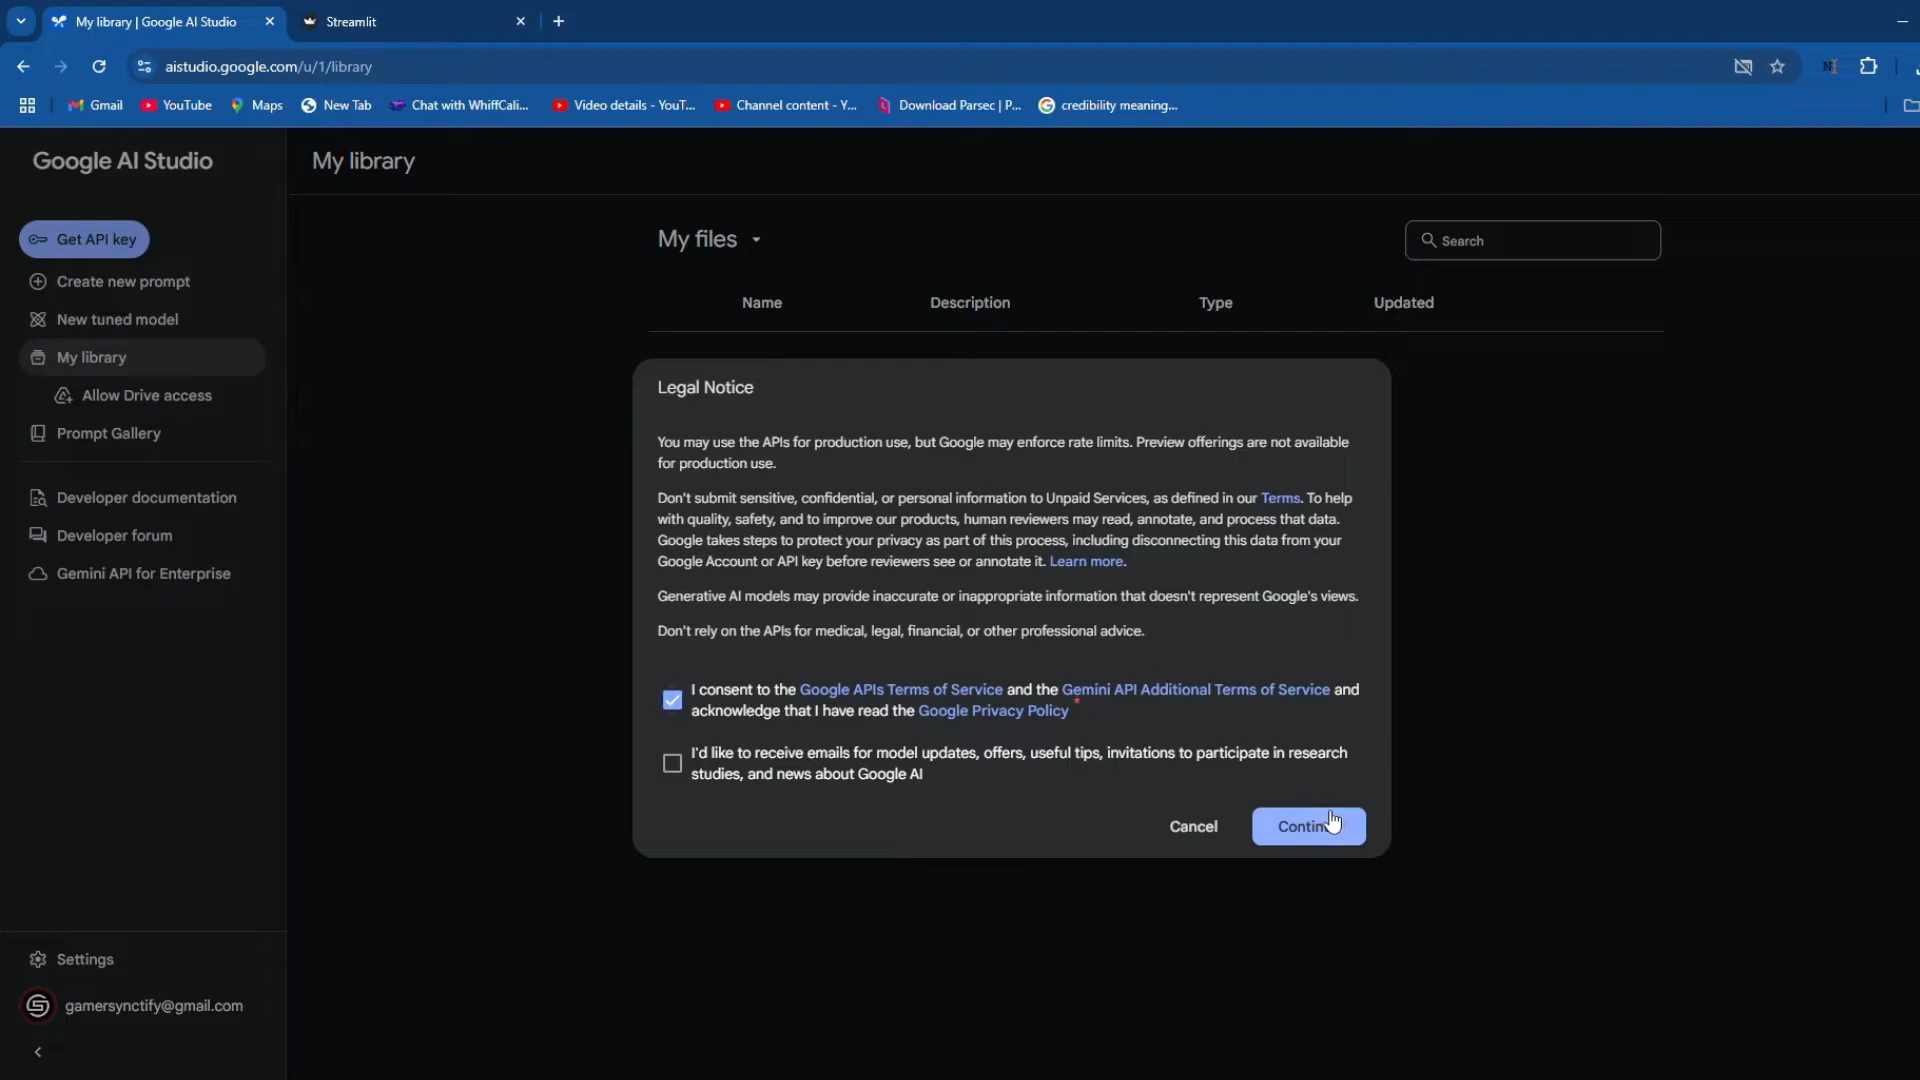 My library | Google AI Studio
Streamlit
aistudio.google.com/u/1/library
Gmail
YouTube
Maps
New Tab
Chat with WhiffCali...
Video details - YouT...
Channel content - Y...
Download Parsec | P...
credibility meaning...
Google AI Studio
My library
Get API key
My files
Search
Create new prompt
Name
Description
Type
Updated
New tuned model
My library
Allow Drive access
Prompt Gallery
Developer documentation
Developer forum
Gemini API for Enterprise
Legal Notice
You may use the APIs for production use, but Google may enforce rate limits. Preview offerings are not available
for production use.
Don't submit sensitive, confidential, or personal information to Unpaid Services, as defined in our Terms. To help
with quality, safety, and to improve our products, human reviewers may read, annotate, and process that data.
Google takes steps to protect your privacy as part of this process, including disconnecting this data from your
Google Account or API key before reviewers see or annotate it. Learn more.
Generative AI models may provide inaccurate or inappropriate information that doesn't represent Google's views.
Don't rely on the APIs for medical, legal, financial, or other professional advice.
I consent to the Google APIs Terms of Service and the Gemini API Additional Terms of Service and
acknowledge that I have read the Google Privacy Policy *
I'd like to receive emails for model updates, offers, useful tips, invitations to participate in research
studies, and news about Google AI
Cancel
Settings
gamersynctify@gmail.com